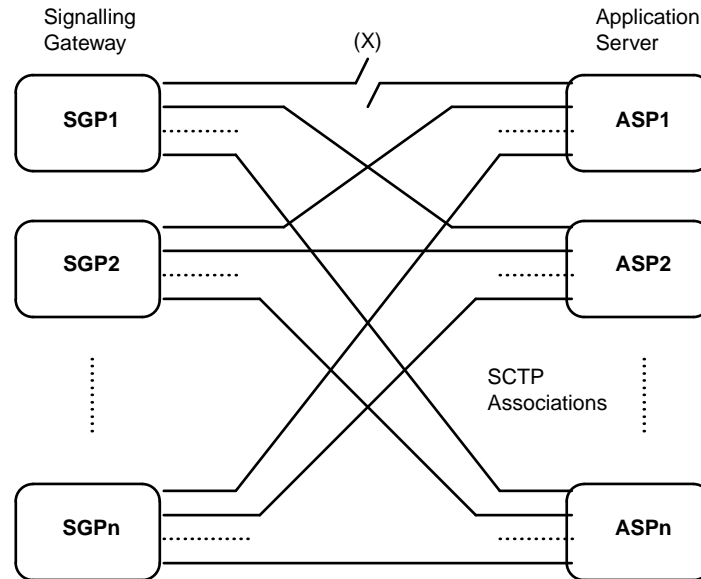 Signalling
Gateway
(X)
Application
Server
SGP1
ASP1
SGP2
ASP2
SCTP
Associations
SGPn
ASPn